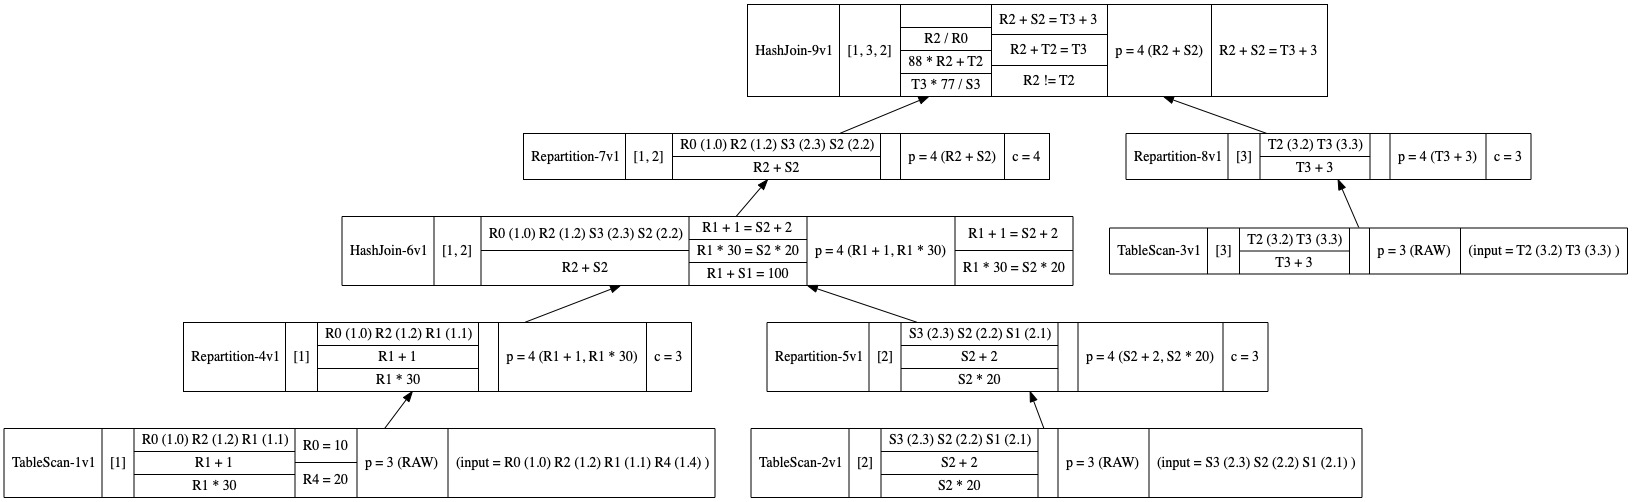 HashJoin-9v1
[1, 3, 2]
R2 / R0
88 * R2 + T2
T3 * 77 / S3
R2 + S2 = T3 + 3
R2 + T2 = T3
R2 != T2
p = 4 (R2 + S2)
R2 + S2 = T3 + 3
Repartition-7v1
[1, 2]
R0 (1.0) R2 (1.2) S3 (2.3) S2 (2.2)
R2 + S2
p = 4 (R2 + S2)
c = 4
Repartition-8v1
[3]
T2 (3.2) T3 (3.3)
T3 + 3
p = 4 (T3 + 3)
c = 3
HashJoin-6v1
[1, 2]
R0 (1.0) R2 (1.2) S3 (2.3) S2 (2.2)
R2 + S2
R1 + 1 = S2 + 2
R1 * 30 = S2 * 20
R1 + S1 = 100
p = 4 (R1 + 1, R1 * 30)
R1 + 1 = S2 + 2
R1 * 30 = S2 * 20
TableScan-3v1
[3]
T2 (3.2) T3 (3.3)
T3 + 3
p = 3 (RAW)
(input = T2 (3.2) T3 (3.3) )
Repartition-4v1
[1]
R0 (1.0) R2 (1.2) R1 (1.1)
R1 + 1
R1 * 30
p = 4 (R1 + 1, R1 * 30)
c = 3
Repartition-5v1
[2]
S3 (2.3) S2 (2.2) S1 (2.1)
S2 + 2
S2 * 20
p = 4 (S2 + 2, S2 * 20)
c = 3
TableScan-1v1
[1]
R0 (1.0) R2 (1.2) R1 (1.1)
R1 + 1
R1 * 30
R0 = 10
R4 = 20
p = 3 (RAW)
(input = R0 (1.0) R2 (1.2) R1 (1.1) R4 (1.4) )
TableScan-2v1
[2]
S3 (2.3) S2 (2.2) S1 (2.1)
S2 + 2
S2 * 20
p = 3 (RAW)
(input = S3 (2.3) S2 (2.2) S1 (2.1) )